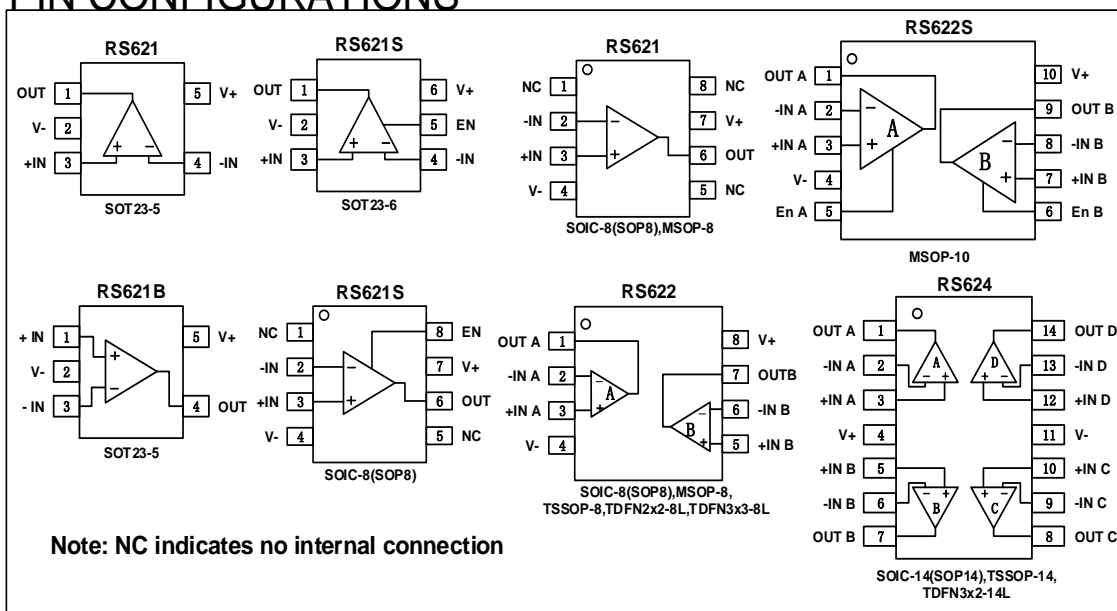 PIN CONFIGURATIONS
RS621
OUT 1 5 V+
V- 2
+IN 3 4 -IN
+ -
SOT23-5
RS621S
OUT 1 6 V+
V- 2 5 EN
+IN 3 4 -IN
+ -
SOT23-6
RS621
NC 1 8 NC
-IN 2 - 7 V+
+IN 3 + 6 OUT
V- 4 5 NC
SOIC-8(SOP8),MSOP-8
RS622S
OUT A 1 10 V+
-IN A 2 - A 9 OUT B
+IN A 3 + - 8 -IN B
V- 4 B + 7 +IN B
En A 5 6 En B
MSOP-10
RS621B
+ IN 1 + 5 V+
V- 2
- IN 3 - 4 OUT
SOT23-5
RS621S
NC 1 8 EN
-IN 2 - 7 V+
+IN 3 + 6 OUT
V- 4 5 NC
SOIC-8(SOP8)
RS622
OUT A 1 8 V+
-IN A 2 - A 7 OUTB
+IN A 3 + - 6 -IN B
V- 4 B + 5 +IN B
SOIC-8(SOP8),MSOP-8,
TSSOP-8,TDFN2x2-8L,TDFN3x3-8L
RS624
OUT A 1 14 OUT D
-IN A 2 A D 13 -IN D
+IN A 3 - + + - 12 +IN D
V+ 4 11 V-
+IN B 5 10 +IN C
-IN B 6 - + + - 9 -IN C
OUT B 7 B C 8 OUT C
SOIC-14(SOP14),TSSOP-14,
TDFN3x2-14L
Note: NC indicates no internal connection